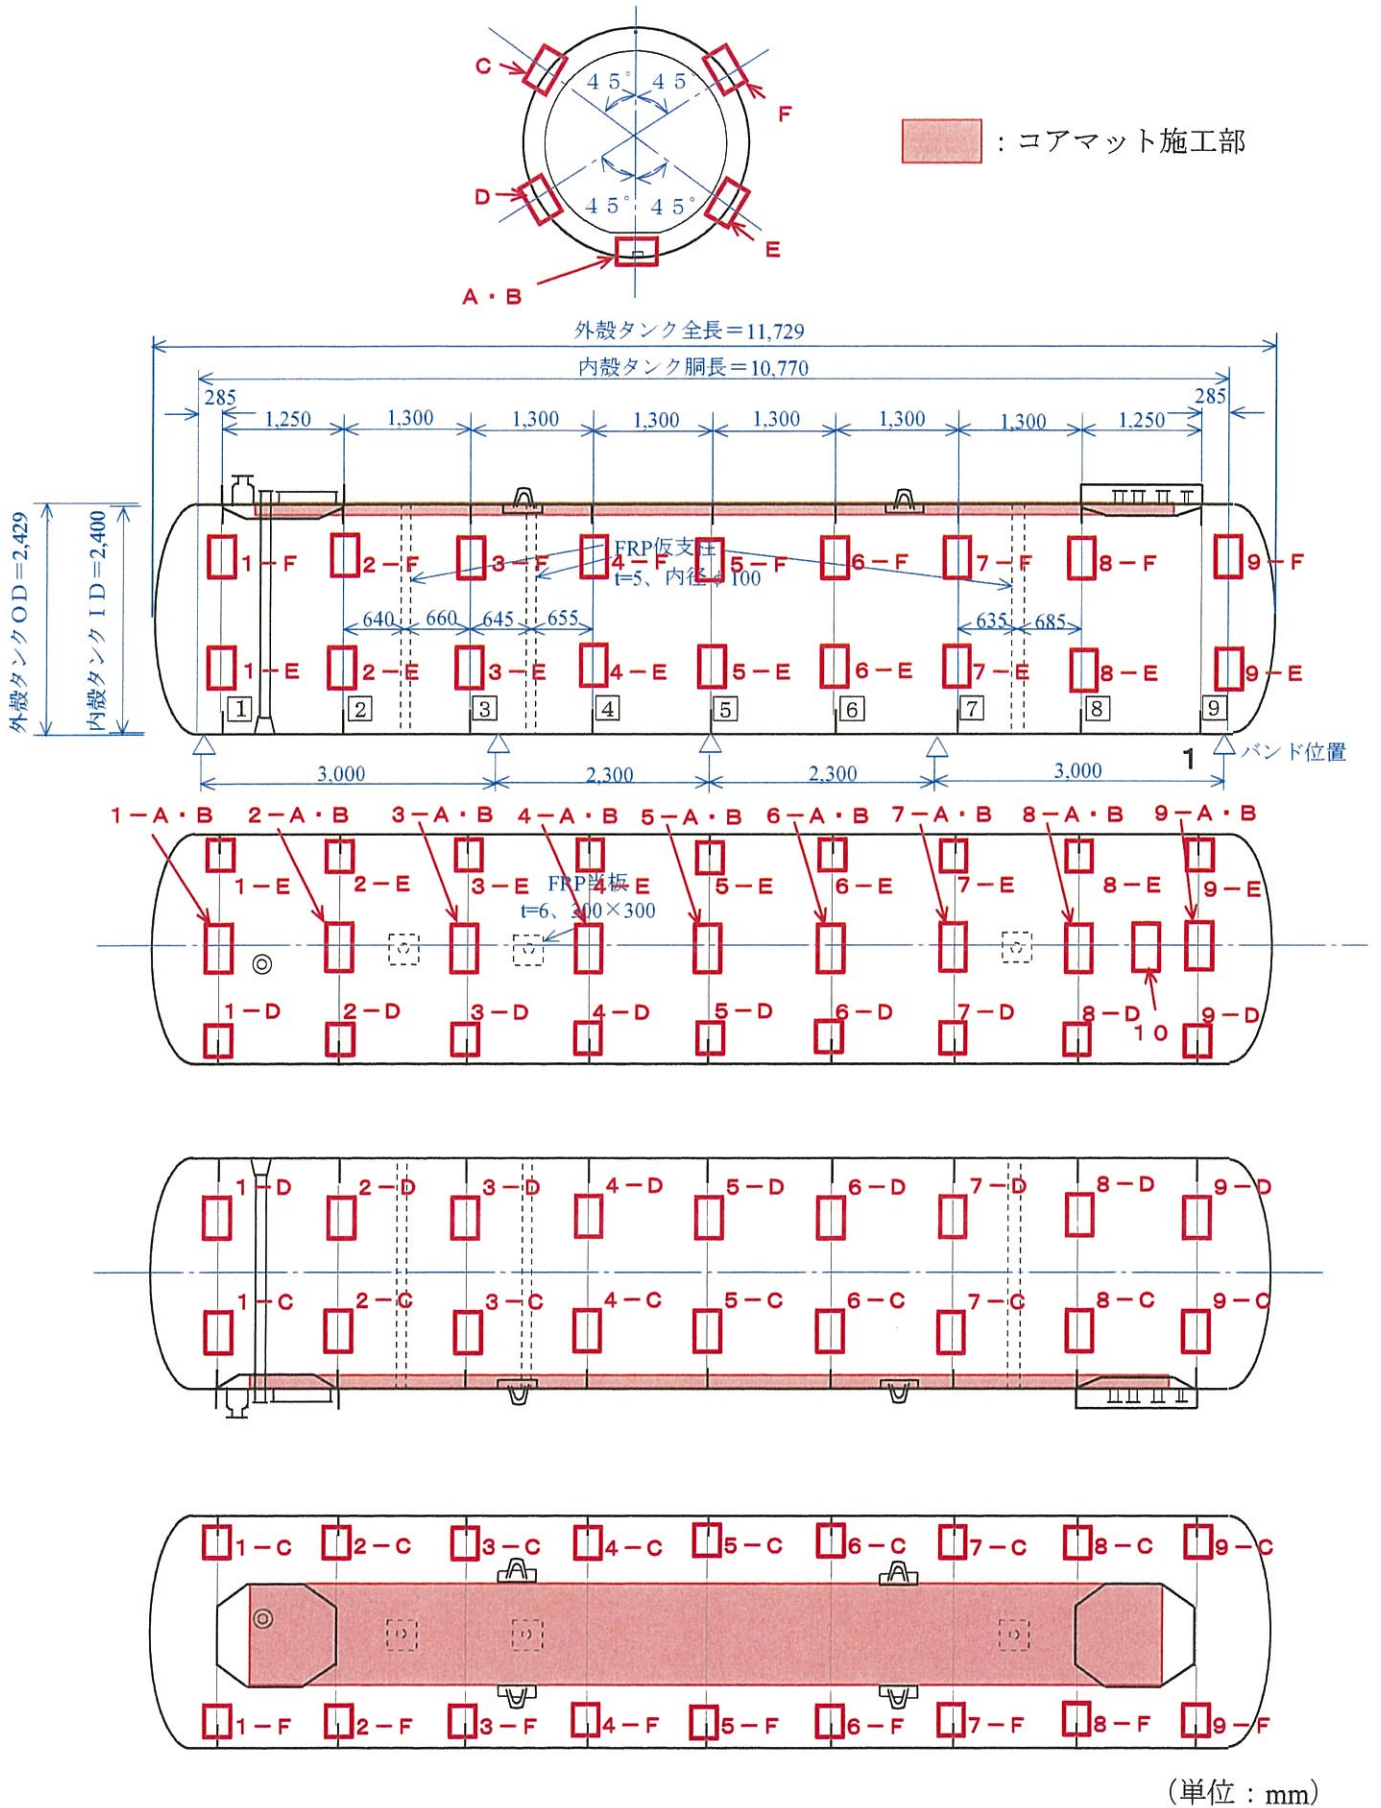 C
45° 45°
F
：コアマット施工部
D
45° 45°
E
A・B
外殻タンク全長＝11,729
内殻タンク胴長＝10,770
285
285
1,250 1,300 1,300 1,300 1,300 1,300 1,300 1,250
外殻タンクOD＝2,429
内殻タンクID＝2,400
FRP仮支柱
t=5、内径φ100
1－F 2－F 3－F 4－F 5－F 6－F 7－F 8－F 9－F
640 660 645 655 635 685
1－E 2－E 3－E 4－E 5－E 6－E 7－E 8－E 9－E
1 2 3 4 5 6 7 8 9
1
バンド位置
3,000 2,300 2,300 3,000
1－A・B 2－A・B 3－A・B 4－A・B 5－A・B 6－A・B 7－A・B 8－A・B 9－A・B
1－E 2－E 3－E 4－E 5－E 6－E 7－E 8－E 9－E
FRP当板
t=6、300×300
1－D 2－D 3－D 4－D 5－D 6－D 7－D 8－D 9－D
10
1－D 2－D 3－D 4－D 5－D 6－D 7－D 8－D 9－D
1－C 2－C 3－C 4－C 5－C 6－C 7－C 8－C 9－C
1－C 2－C 3－C 4－C 5－C 6－C 7－C 8－C 9－C
1－F 2－F 3－F 4－F 5－F 6－F 7－F 8－F 9－F
（単位：mm）